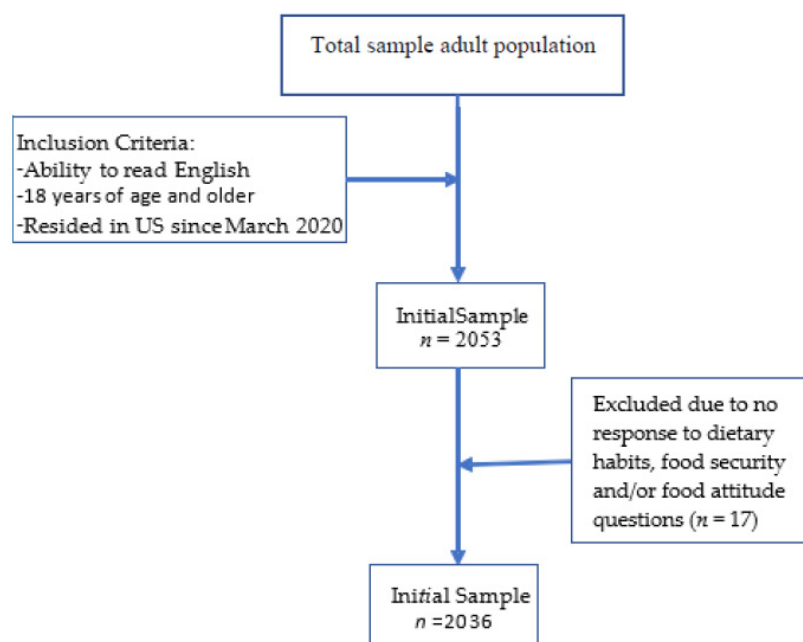 Total sample adult population
Inclusion Criteria:
-Ability to read English
-18 years of age and older
-Resided in US since March 2020
InitialSample
n = 2053
Excluded due to no
response to dietary
habits, food security
and/or food attitude
questions (n = 17)
Initial Sample
n =2036